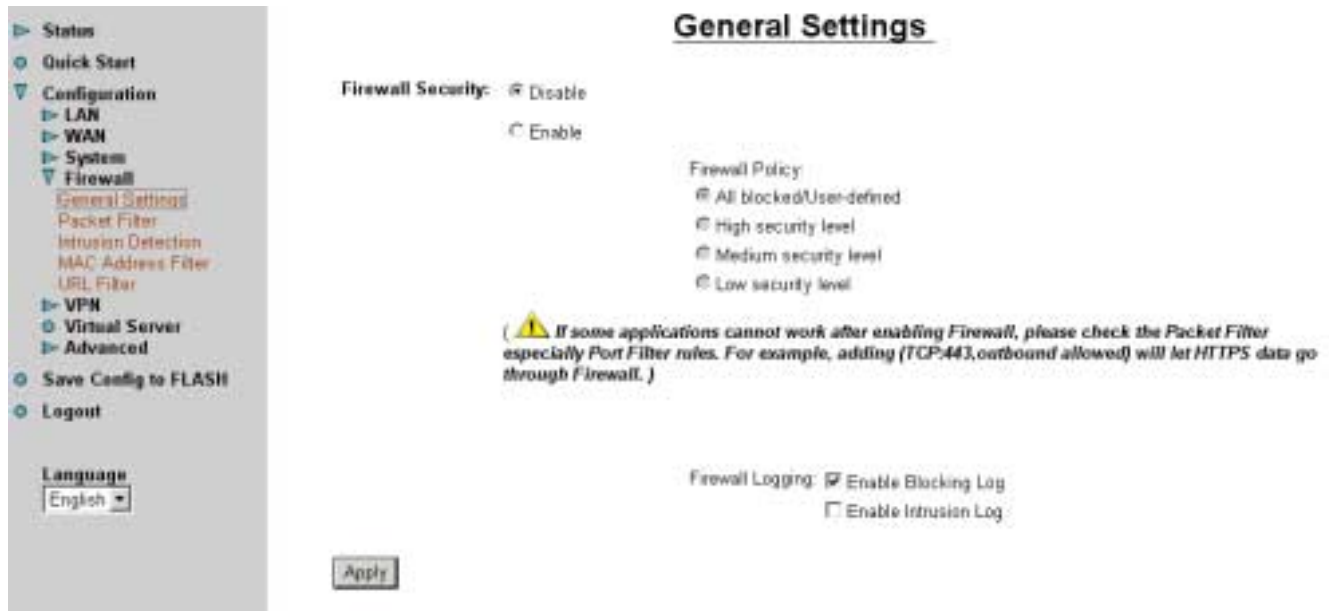 Status
Quick Start
Configuration
LAN
WAN
System
Firewall
General Settings
Packet Filter
Intrusion Detection
MAC Address Filter
URL Filter
VPN
Virtual Server
Advanced
Save Config to FLASH
Logout
Language
English
General Settings
Firewall Security: Disable
Enable
Firewall Policy:
All blocked/User-defined
High security level
Medium security level
Low security level
( If some applications cannot work after enabling Firewall, please check the Packet Filter
especially Port Filter rules. For example, adding (TCP:443,outbound allowed) will let HTTPS data go
through Firewall. )
Firewall Logging: Enable Blocking Log
Enable Intrusion Log
Apply